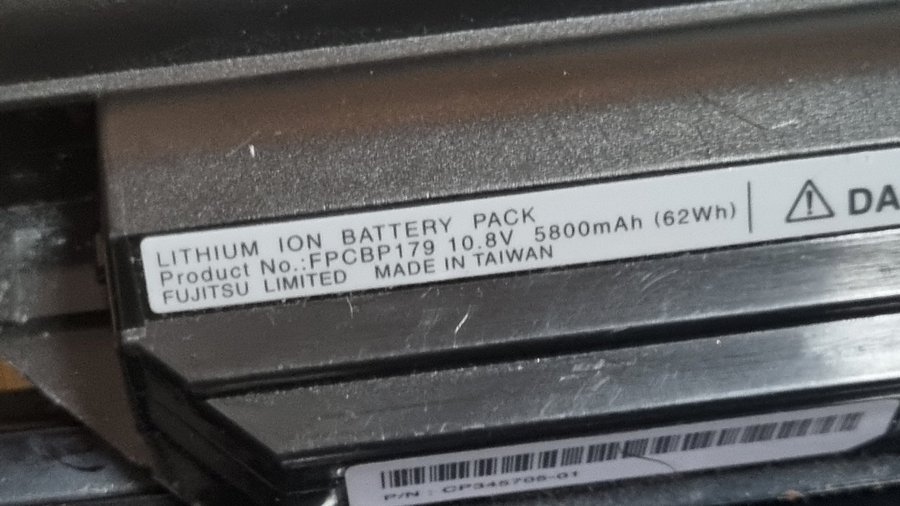 LITHIUM ION BATTERY PACK
Product No.:FPCBP179 10.8V 5800mAh (62Wh)
FUJITSU LIMITED MADE IN TAIWAN
⚠ DA
P/N : CP345705-01